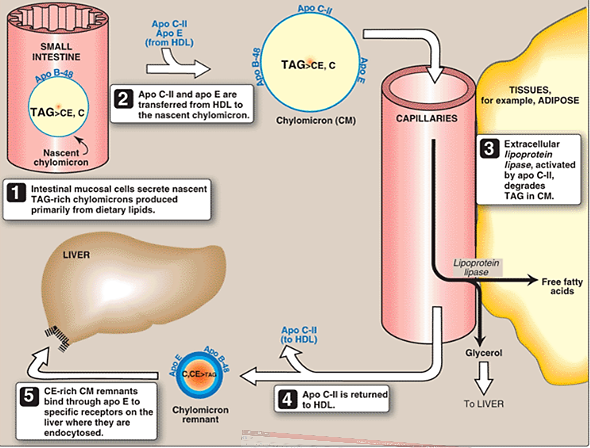 SMALL
INTESTINE
Apo B-48
TAG>CE, C
Nascent
chylomicron
1 Intestinal mucosal cells secrete nascent
TAG-rich chylomicrons produced
primarily from dietary lipids.
Apo C-II
Apo E
(from HDL)
2 Apo C-II and apo E are
transferred from HDL to
the nascent chylomicron.
Apo C-II
Apo B-48
Apo E
TAG>CE, C
Chylomicron (CM)
CAPILLARIES
TISSUES,
for example, ADIPOSE
3 Extracellular
lipoprotein
lipase, activated
by apo C-II,
degrades
TAG in CM.
Lipoprotein
lipase
Free fatty
acids
Glycerol
To LIVER
Apo C-II
(to HDL)
4 Apo C-II is returned
to HDL.
Apo E
Apo B-48
C,CE>TAG
Chylomicron
remnant
LIVER
5 CE-rich CM remnants
bind through apo E to
specific receptors on the
liver where they are
endocytosed.